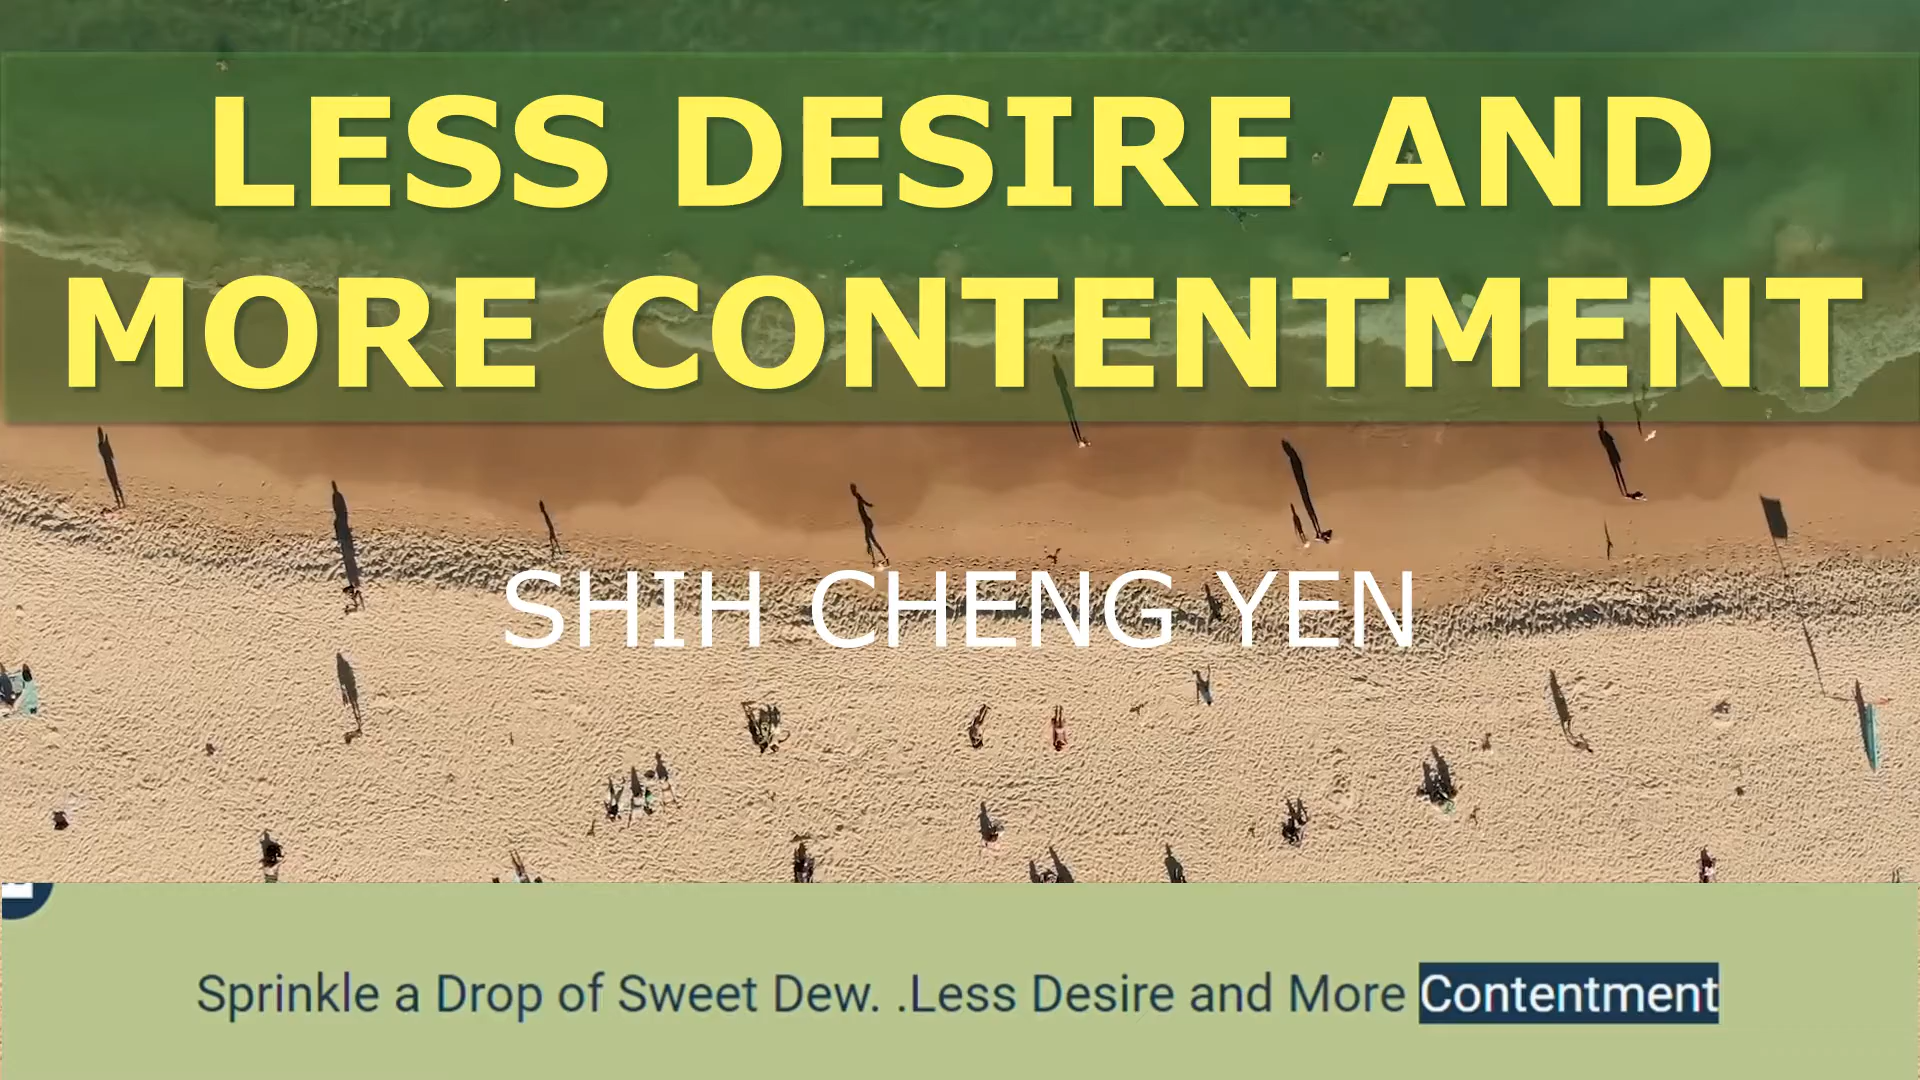 LESS DESIRE AND
MORE CONTENTMENT
SHIH CHENG YEN
Sprinkle a Drop of Sweet Dew. .Less Desire and More Contentment